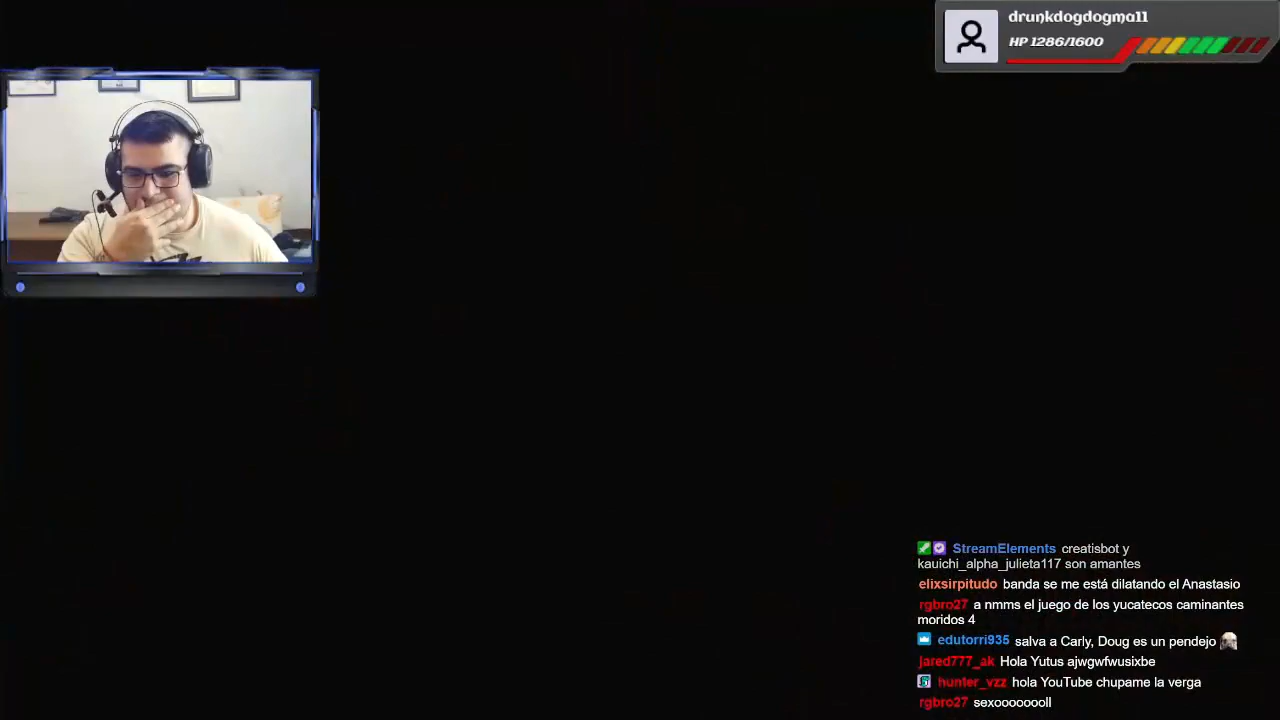 drunkdogdogma11
HP 1286/1600
StreamElements creatisbot y
kauichi_alpha_julieta117 son amantes
elixsirpitudo banda se me está dilatando el Anastasio
rgbro27 a nmms el juego de los yucatecos caminantes
moridos 4
edutorri935 salva a Carly, Doug es un pendejo
jared777_ak Hola Yutus ajwgwfwusixbe
hunter_vzz hola YouTube chupame la verga
rgbro27 sexoooooooll